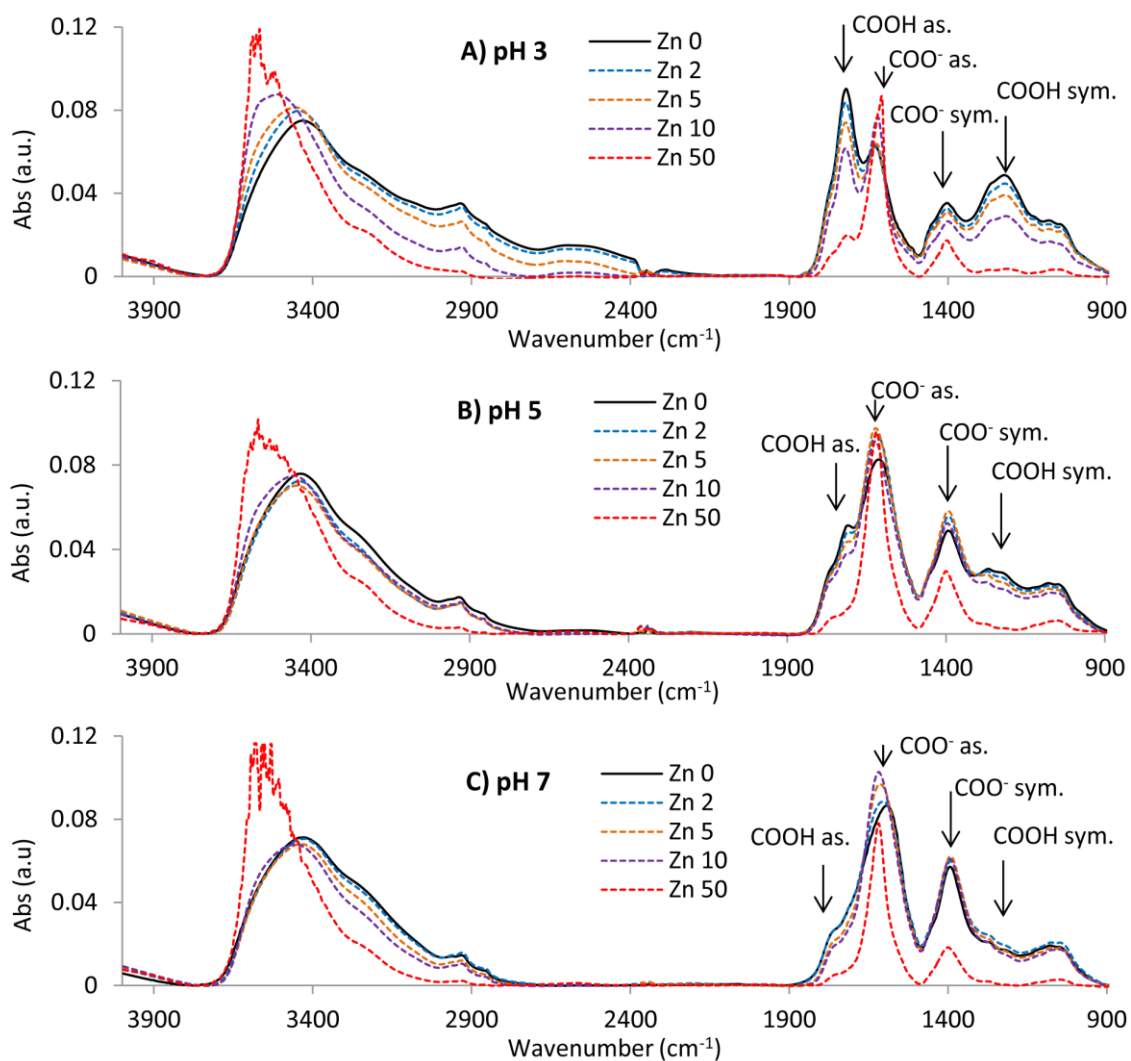 0.12
0.08
0.04
0
Abs (a.u.)
A) pH 3
Zn 0
Zn 2
Zn 5
Zn 10
Zn 50
COOH as.
COO⁻ as.
COO⁻ sym.
COOH sym.
3900 3400 2900 2400 1900 1400 900
Wavenumber (cm⁻¹)
0.12
0.08
0.04
0
Abs (a.u.)
B) pH 5
Zn 0
Zn 2
Zn 5
Zn 10
Zn 50
COO⁻ as.
COOH as.
COO⁻ sym.
COOH sym.
3900 3400 2900 2400 1900 1400 900
Wavenumber (cm⁻¹)
0.12
0.08
0.04
0
Abs (a.u)
C) pH 7
Zn 0
Zn 2
Zn 5
Zn 10
Zn 50
COO⁻ as.
COO⁻ sym.
COOH as.
COOH sym.
3900 3400 2900 2400 1900 1400 900
Wavenumber (cm⁻¹)